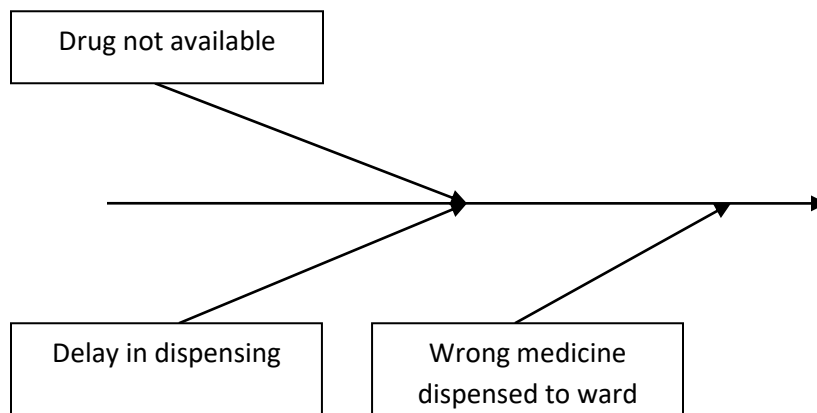 Drug not available
Delay in dispensing
Wrong medicine
dispensed to ward